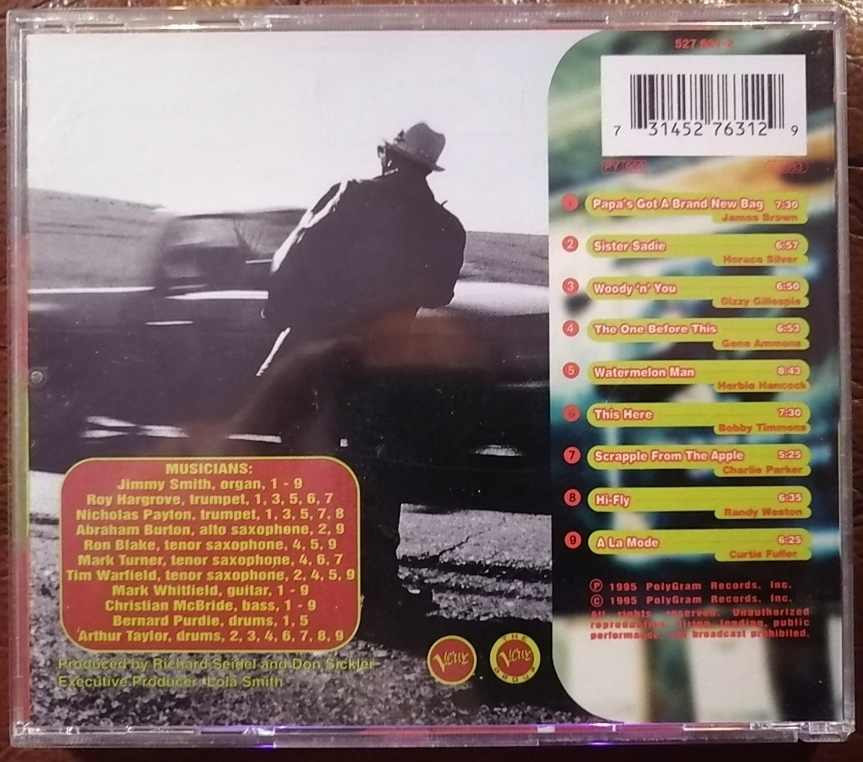 7 31452 76312 9
1 Papa's Got A Brand New Bag 7:30
James Brown
2 Sister Sadie 6:57
Horace Silver
3 Woody 'n' You 6:50
Dizzy Gillespie
4 The One Before This 6:53
Gene Ammons
5 Watermelon Man 8:43
Herbie Hancock
6 This Here 7:30
Bobby Timmons
7 Scrapple From The Apple 5:25
Charlie Parker
8 Hi-Fly 6:35
Randy Weston
9 A La Mode 6:25
Curtis Fuller
℗ 1995 PolyGram Records, Inc.
© 1995 PolyGram Records, Inc.
All rights reserved. Unauthorized
reproduction, hiring, lending, public
performance, and broadcast prohibited.
MUSICIANS:
Jimmy Smith, organ, 1 - 9
Roy Hargrove, trumpet, 1, 3, 5, 6, 7
Nicholas Payton, trumpet, 1, 3, 5, 7, 8
Abraham Burton, alto saxophone, 2, 9
Ron Blake, tenor saxophone, 4, 5, 9
Mark Turner, tenor saxophone, 4, 6, 7
Tim Warfield, tenor saxophone, 2, 4, 5, 9
Mark Whitfield, guitar, 1 - 9
Christian McBride, bass, 1 - 9
Bernard Purdie, drums, 1, 5
Arthur Taylor, drums, 2, 3, 4, 6, 7, 8, 9
Produced by Richard Seidel and Don Sickler
Executive Producer: Lola Smith
Verve
THE Verve GROUP